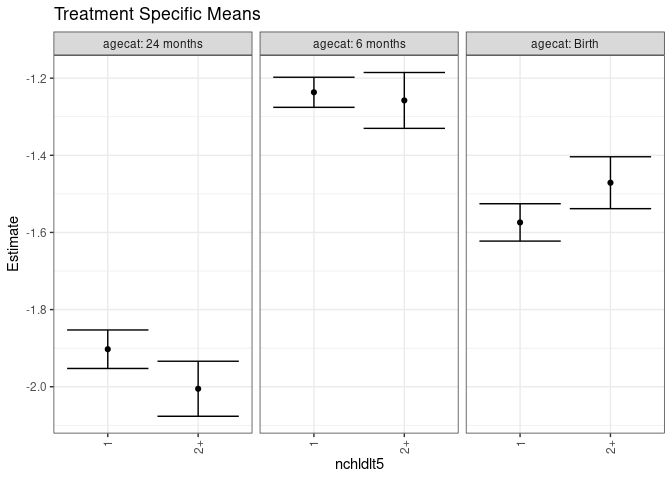 Treatment Specific Means
agecat: 24 months
agecat: 6 months
agecat: Birth
-1.2
-1.4
-1.6
-1.8
-2.0
Estimate
1
2+
1
2+
1
2+
nchldlt5